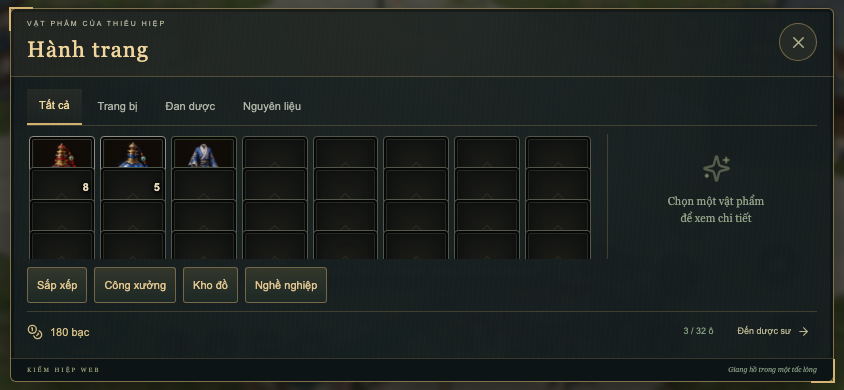 VẬT PHẨM CỦA THIẾU HIỆP
Hành trang
Tất cả
Trang bị
Đan dược
Nguyên liệu
8
5
Chọn một vật phẩm
để xem chi tiết
Sắp xếp
Công xưởng
Kho đồ
Nghề nghiệp
180 bạc
3 / 32 ô
Đến dược sư
KIẾM HIỆP WEB
Giang hồ trong một tấc lòng